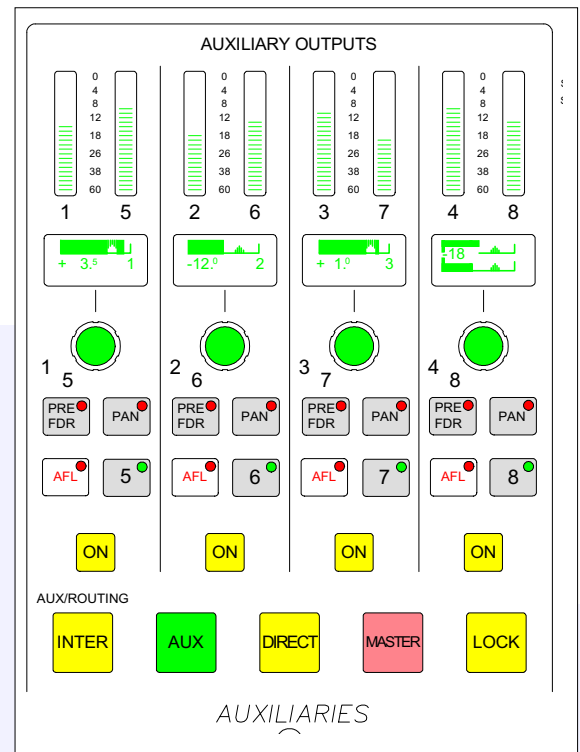 AUXILIARY OUTPUTS
0 0 0 0
4 4 4 4
8 8 8 8
12 12 12 12
18 18 18 18
26 26 26 26
38 38 38 38
60 60 60 60
1 5 2 6 3 7 4 8
+ 3.5 1 -12.0 2 + 1.0 3 -18
1 5 2 6 3 7 4 8
PRE FDR PAN PRE FDR PAN PRE FDR PAN PRE FDR PAN
AFL 5 AFL 6 AFL 7 AFL 8
ON ON ON ON
AUX/ROUTING
INTER AUX DIRECT MASTER LOCK
AUXILIARIES